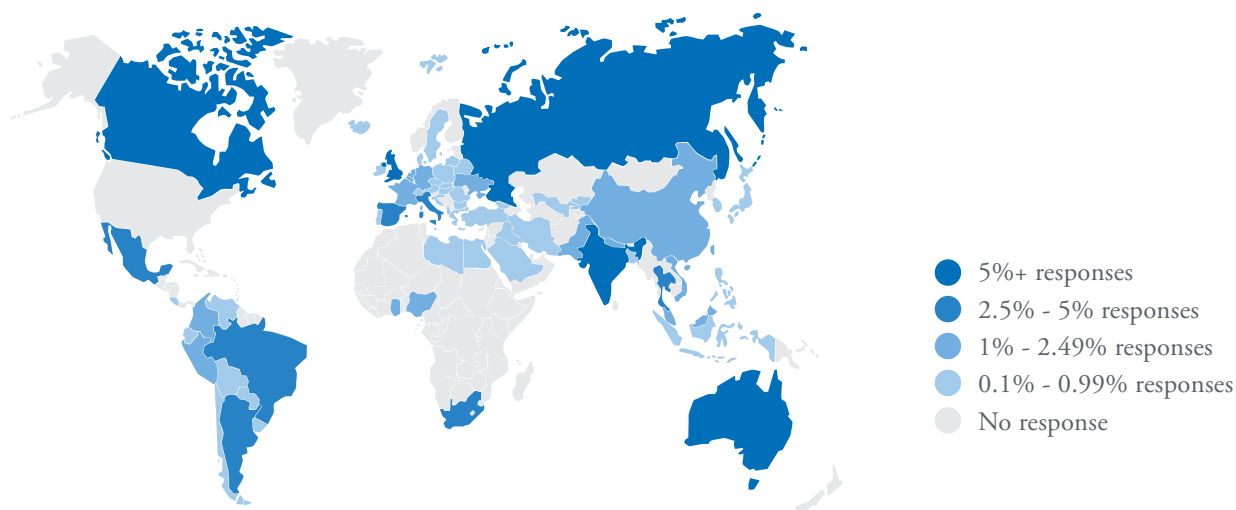 5%+ responses
2.5% - 5% responses
1% - 2.49% responses
0.1% - 0.99% responses
No response